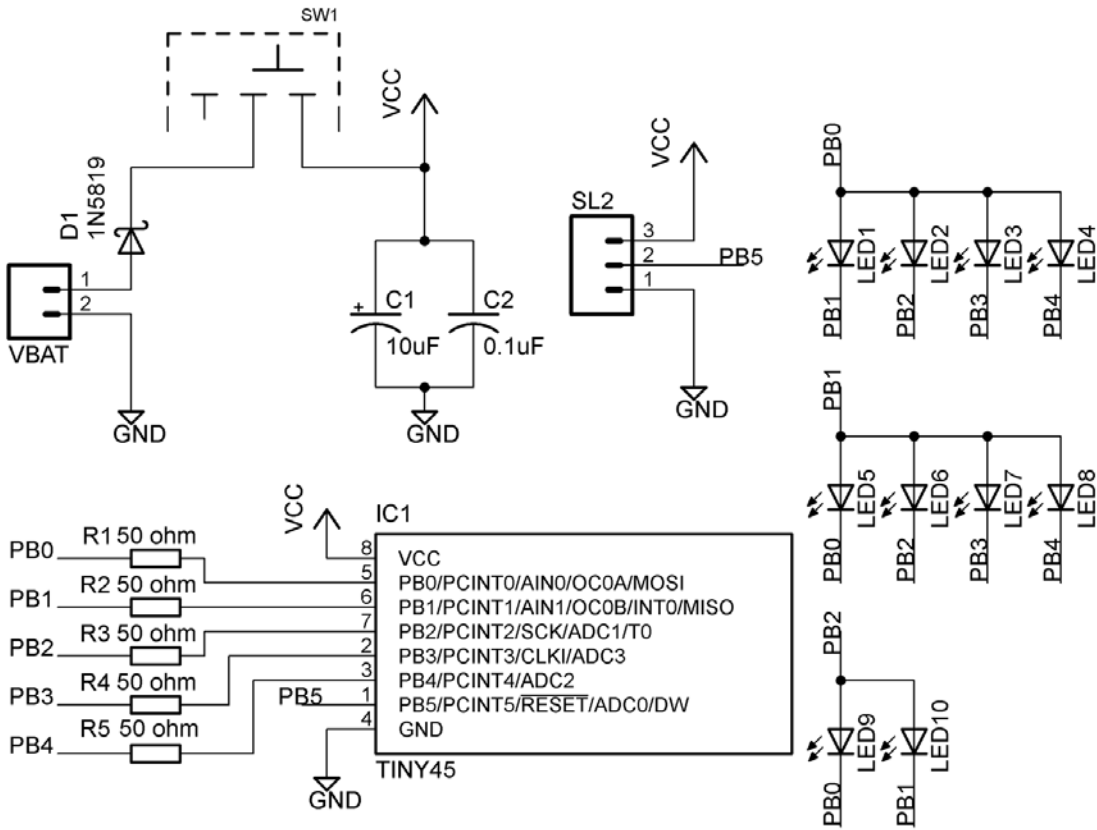 SW1
VCC
D1
1N5819
1
2
VBAT
GND
+
C1
10uF
C2
0.1uF
GND
SL2
VCC
3
2
1
PB5
GND
PB0
LED1
LED2
LED3
LED4
PB1
PB2
PB3
PB4
PB1
LED5
LED6
LED7
LED8
PB0
PB2
PB3
PB4
PB2
LED9
LED10
PB0
PB1
PB0
R1 50 ohm
PB1
R2 50 ohm
PB2
R3 50 ohm
PB3
R4 50 ohm
PB4
R5 50 ohm
VCC
PB5
GND
IC1
8 VCC
5 PB0/PCINT0/AIN0/OC0A/MOSI
6 PB1/PCINT1/AIN1/OC0B/INT0/MISO
7 PB2/PCINT2/SCK/ADC1/T0
2 PB3/PCINT3/CLKI/ADC3
3 PB4/PCINT4/ADC2
1 PB5/PCINT5/RESET/ADC0/DW
4 GND
TINY45